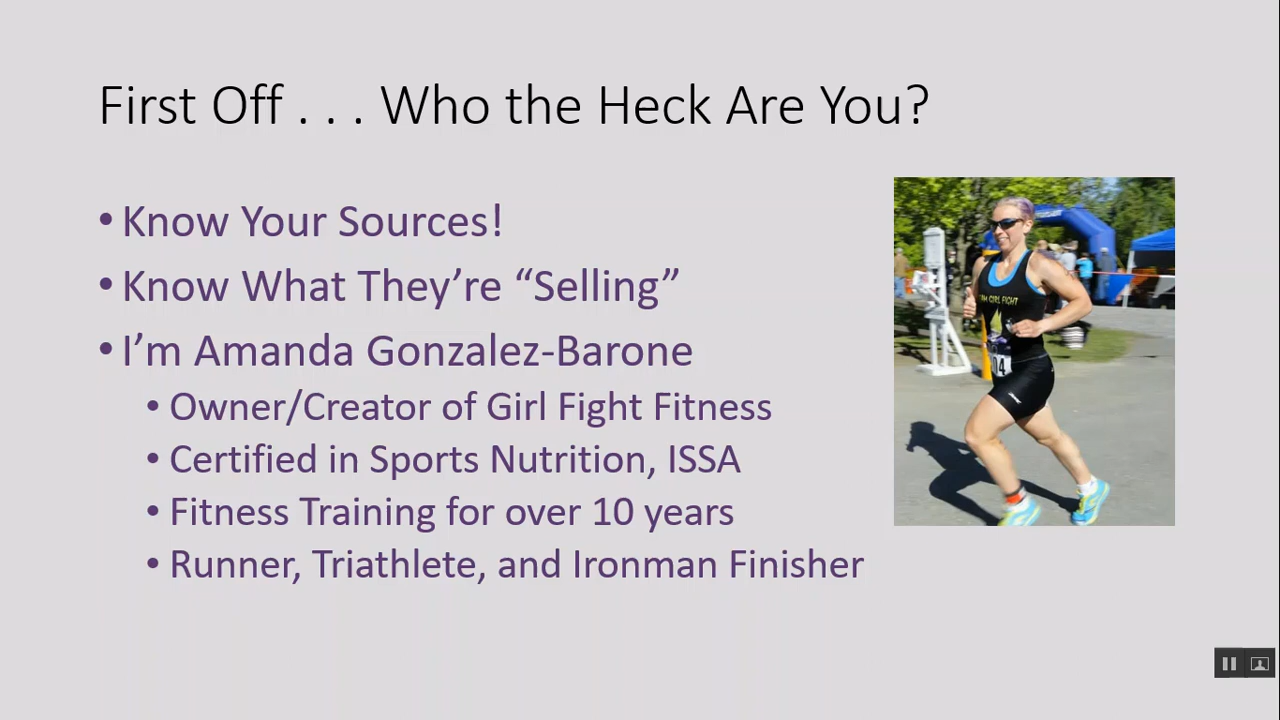 First Off . . . Who the Heck Are You?
• Know Your Sources!
• Know What They’re “Selling”
• I’m Amanda Gonzalez-Barone
• Owner/Creator of Girl Fight Fitness
• Certified in Sports Nutrition, ISSA
• Fitness Training for over 10 years
• Runner, Triathlete, and Ironman Finisher
GIRL FIGHT